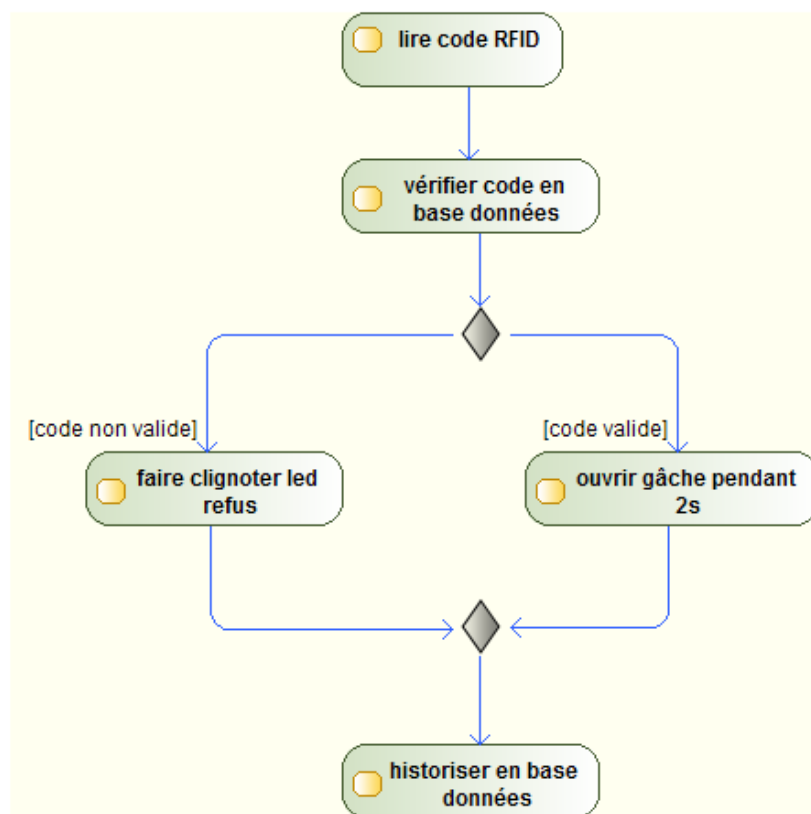 lire code RFID
vérifier code en
base données
[code non valide]
[code valide]
faire clignoter led
refus
ouvrir gâche pendant
2s
historiser en base
données